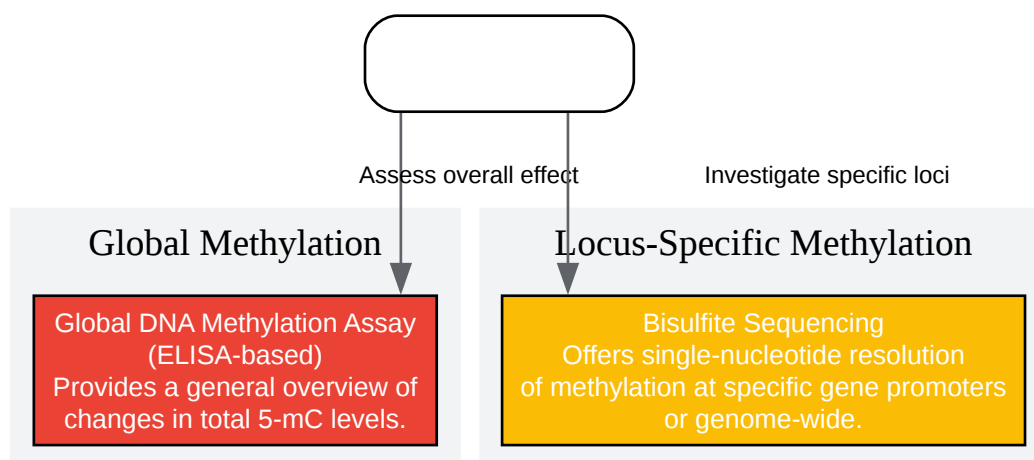 Assess overall effect
Investigate specific loci
Global Methylation
Locus-Specific Methylation
Global DNA Methylation Assay
(ELISA-based)
Provides a general overview of
changes in total 5-mC levels.
Bisulfite Sequencing
Offers single-nucleotide resolution
of methylation at specific gene promoters
or genome-wide.